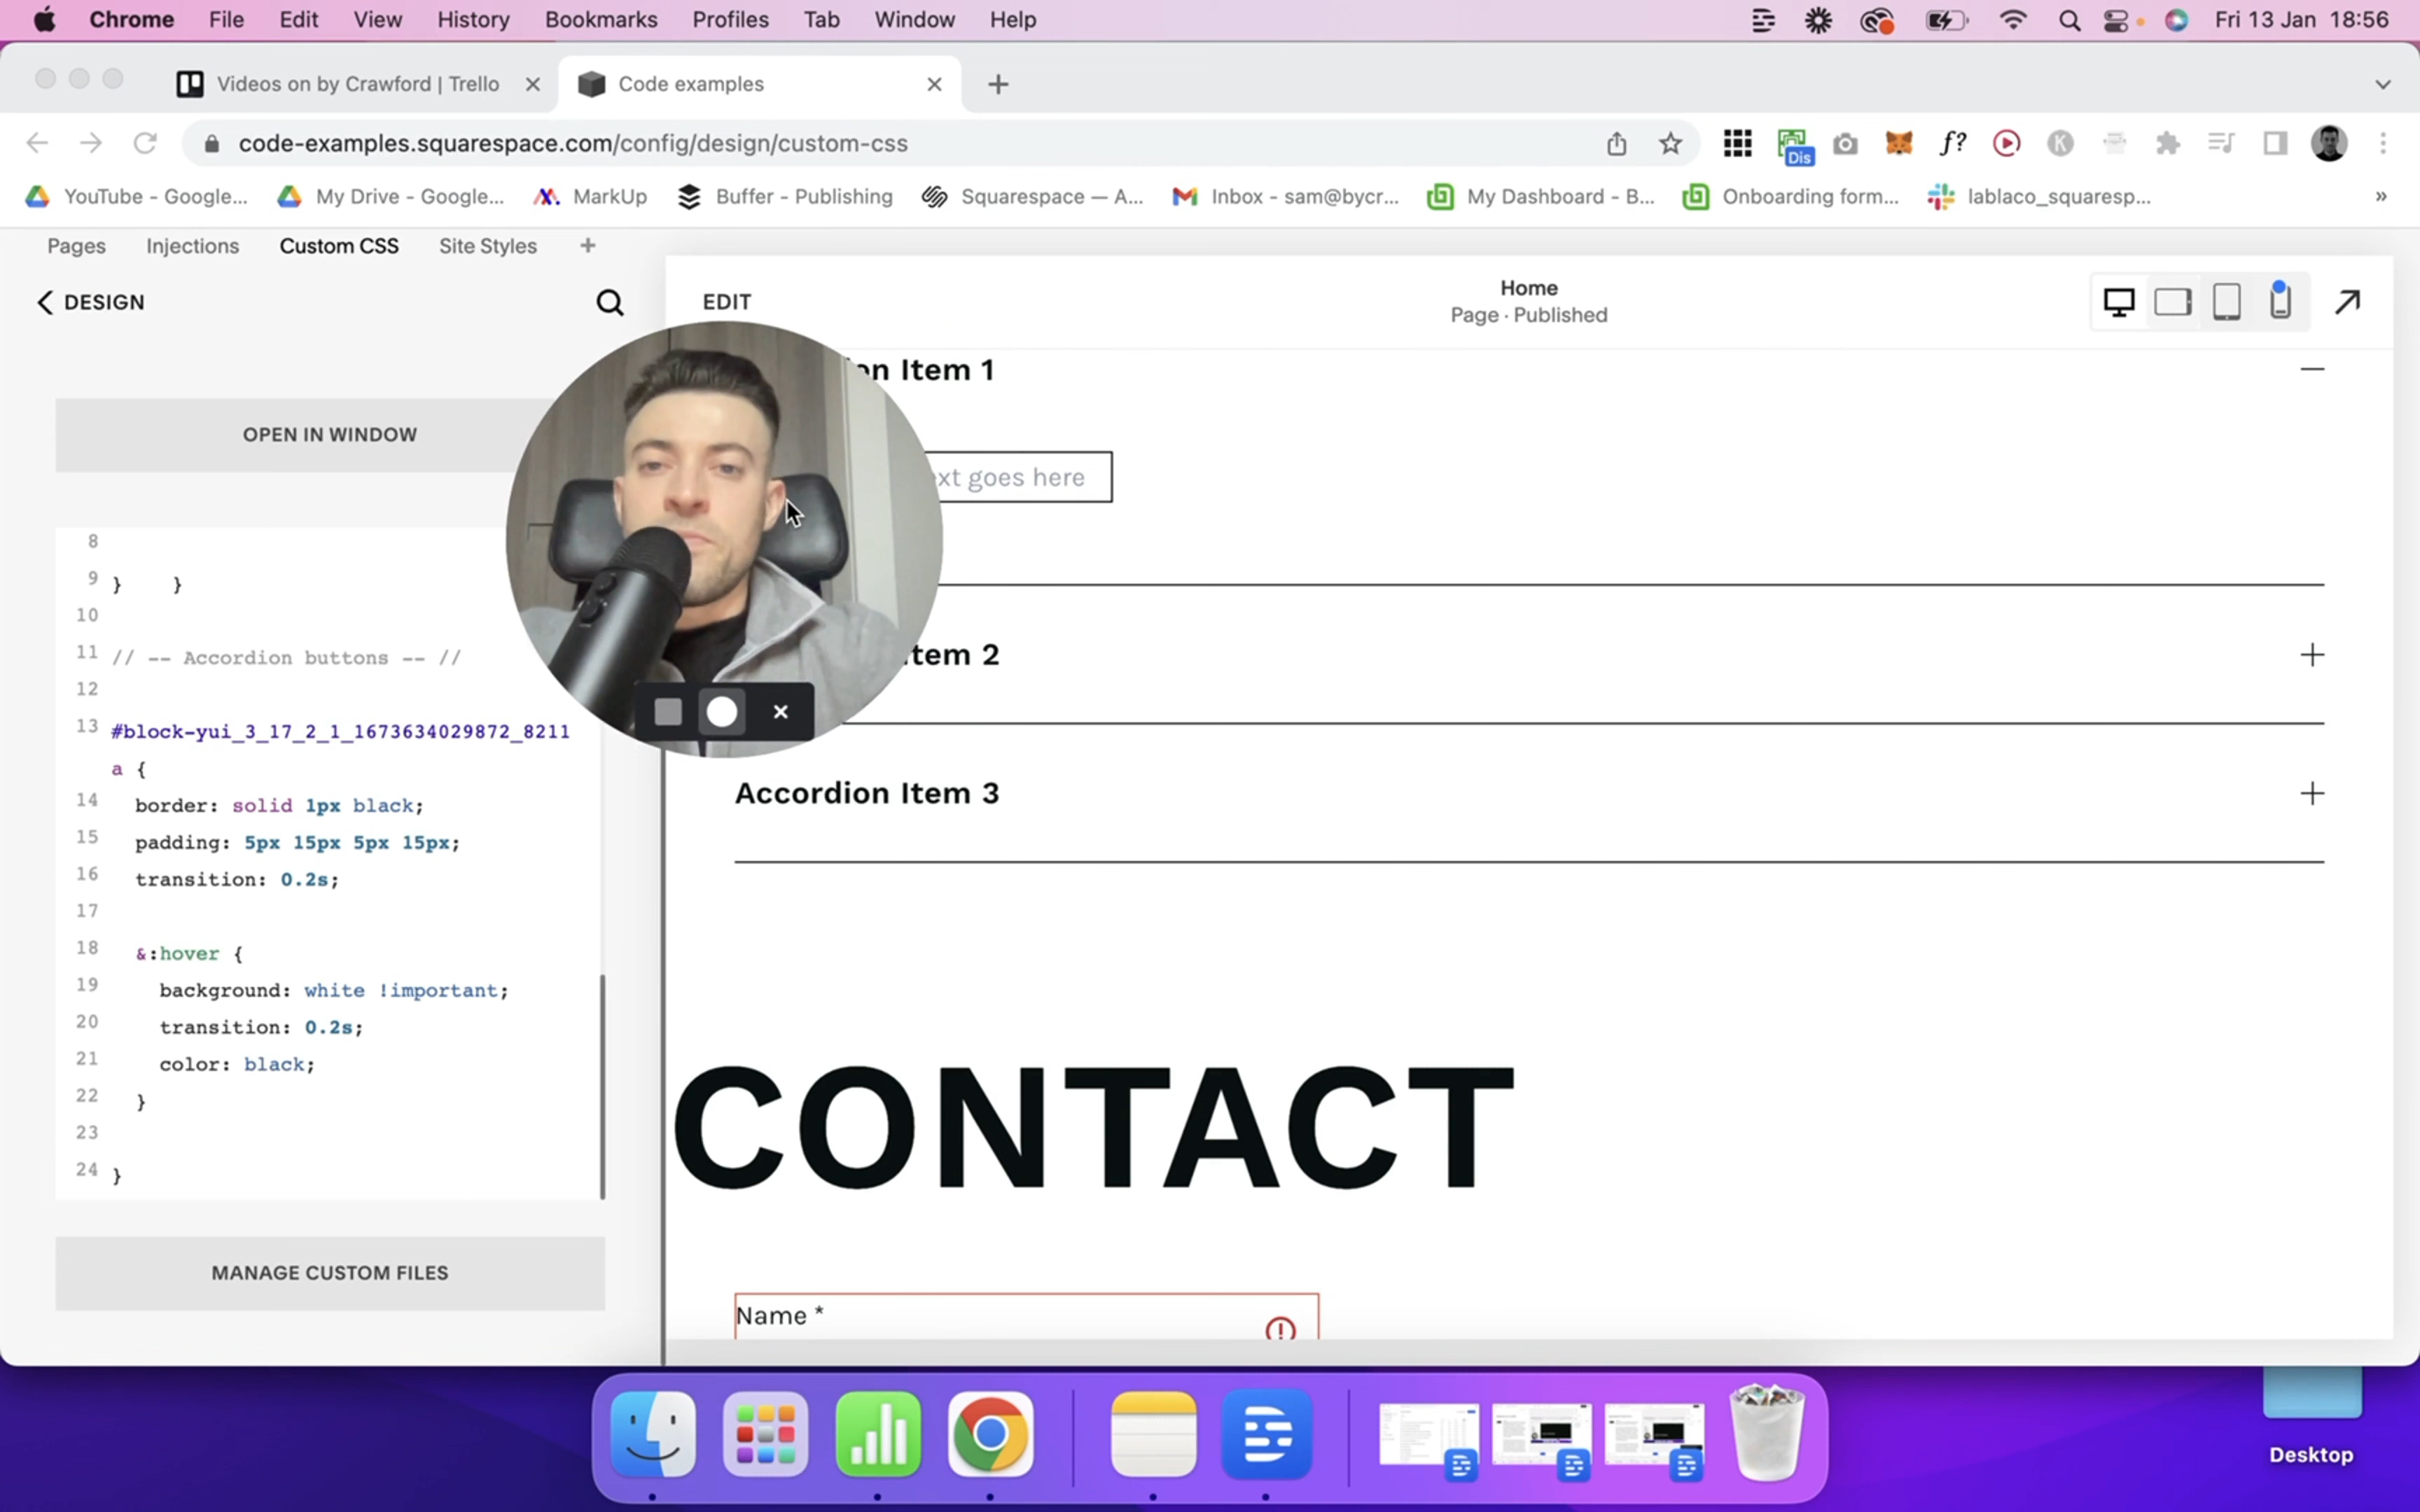 Chrome File Edit View History Bookmarks Profiles Tab Window Help Fri 13 Jan 18:56
Videos on by Crawford | Trello Code examples
code-examples.squarespace.com/config/design/custom-css f? Dis K
YouTube - Google... My Drive - Google... MarkUp Buffer - Publishing Squarespace — A... Inbox - sam@bycr... My Dashboard - B... Onboarding form... lablaco_squaresp... »
Pages Injections Custom CSS Site Styles +
DESIGN
OPEN IN WINDOW
8
9 } }
10
11 // -- Accordion buttons -- //
12
13 #block-yui_3_17_2_1_1673634029872_8211
a {
14 border: solid 1px black;
15 padding: 5px 15px 5px 15px;
16 transition: 0.2s;
17
18 &:hover {
19 background: white !important;
20 transition: 0.2s;
21 color: black;
22 }
23
24 }
MANAGE CUSTOM FILES
EDIT
Home
Page · Published
on Item 1
xt goes here
Item 2
Accordion Item 3
CONTACT
Name *
Desktop